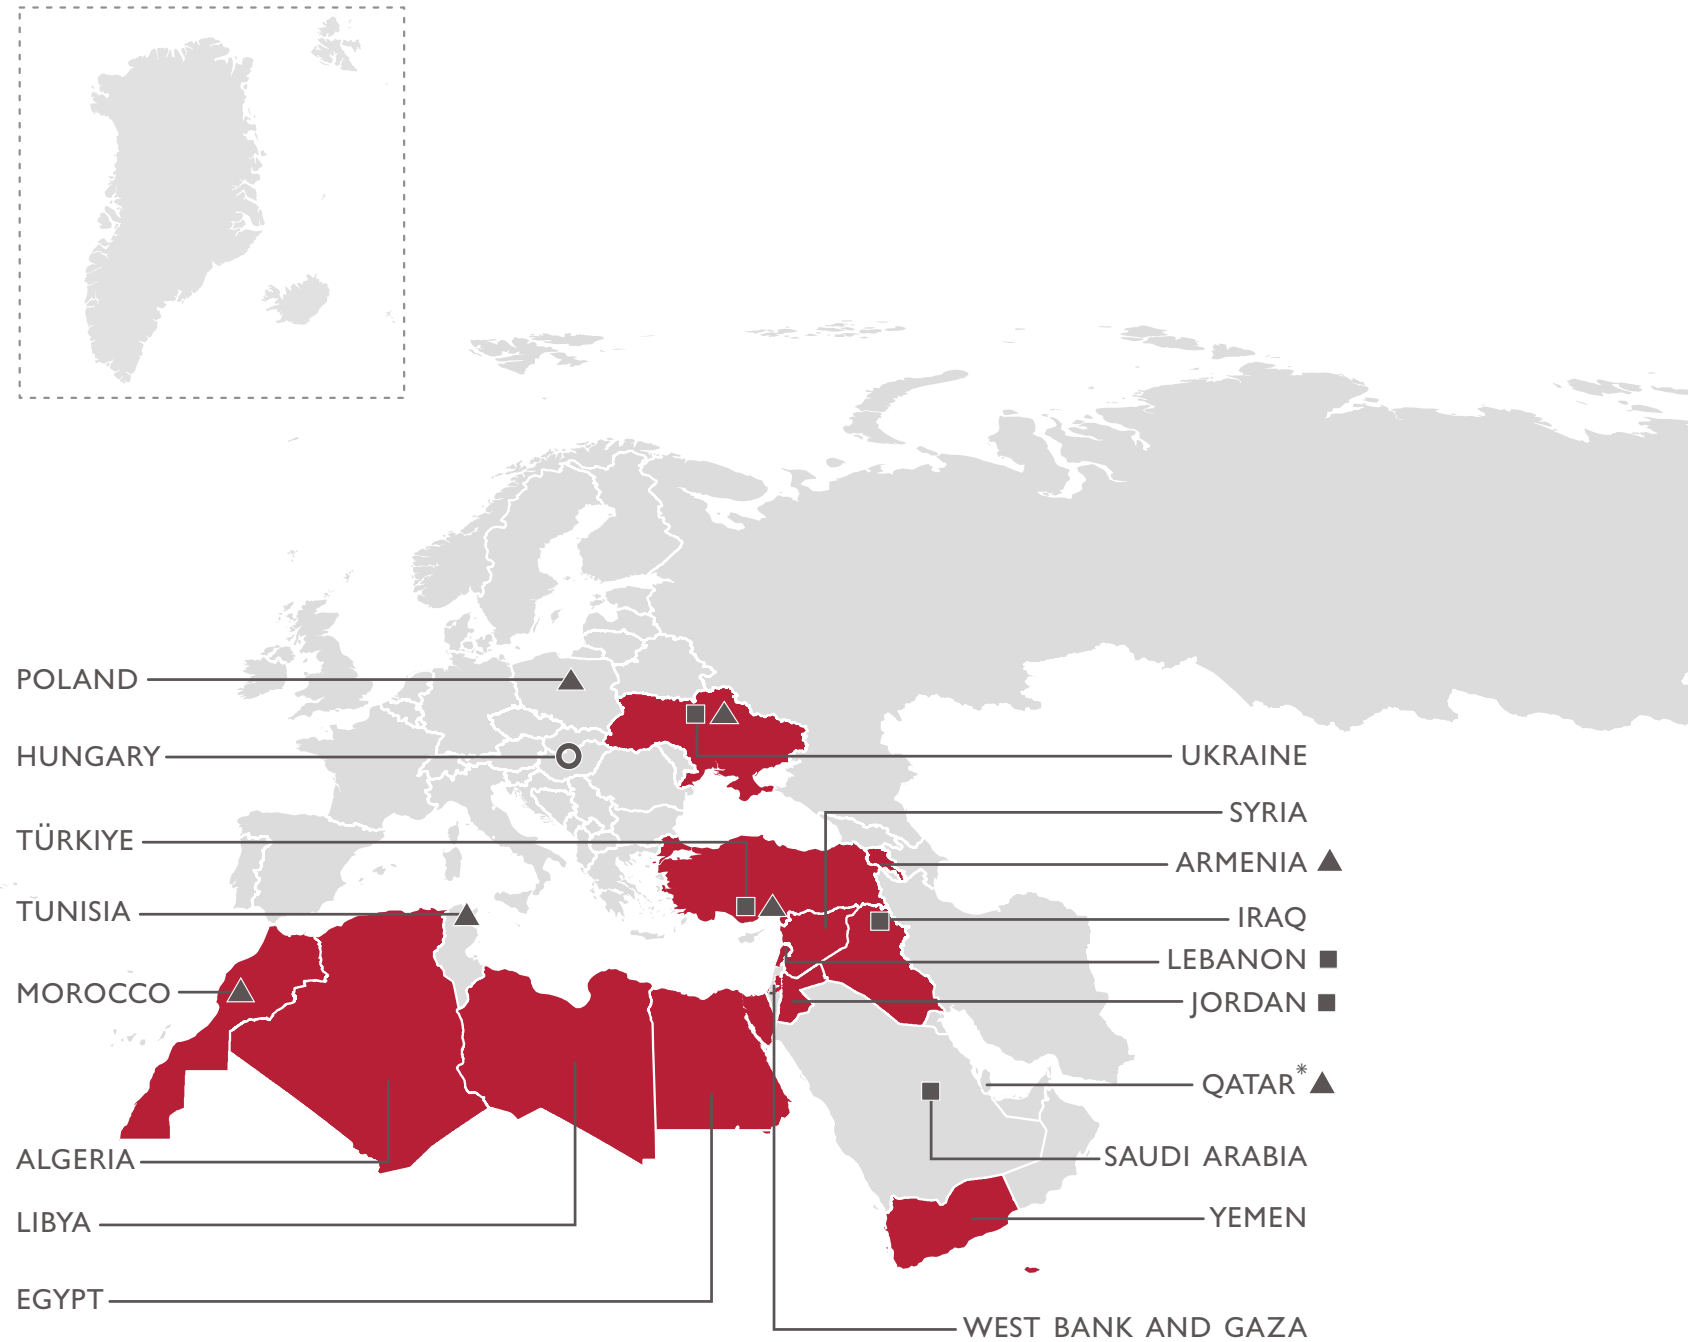 POLAND
HUNGARY
UKRAINE
SYRIA
TÜRKIYE
ARMENIA
TUNISIA
IRAQ
LEBANON
MOROCCO
JORDAN
QATAR*
ALGERIA
SAUDI ARABIA
LIBYA
YEMEN
EGYPT
WEST BANK AND GAZA